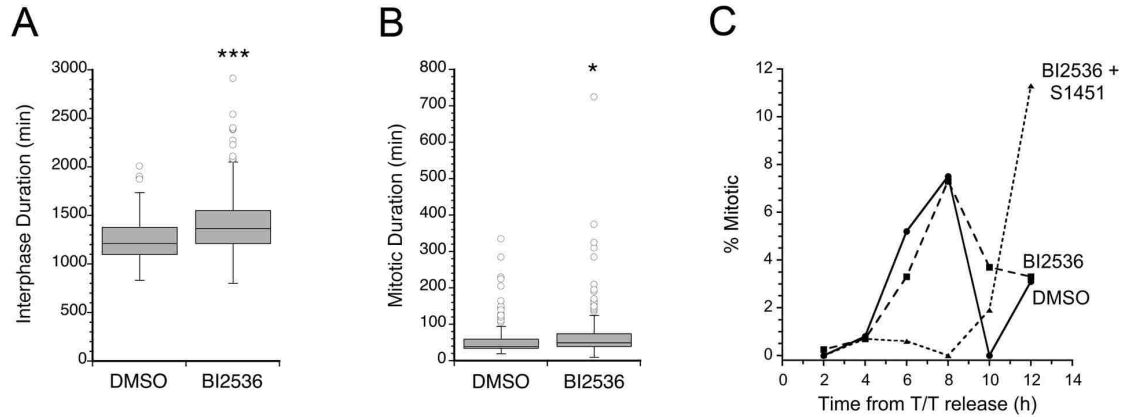 A
***
Interphase Duration (min)
3000
2500
2000
1500
1000
500
0
DMSO
BI2536
B
*
Mitotic Duration (min)
800
700
600
500
400
300
200
100
0
DMSO
BI2536
C
% Mitotic
12
10
8
6
4
2
0
0
2
4
6
8
10
12
14
Time from T/T release (h)
BI2536 +
S1451
BI2536
DMSO